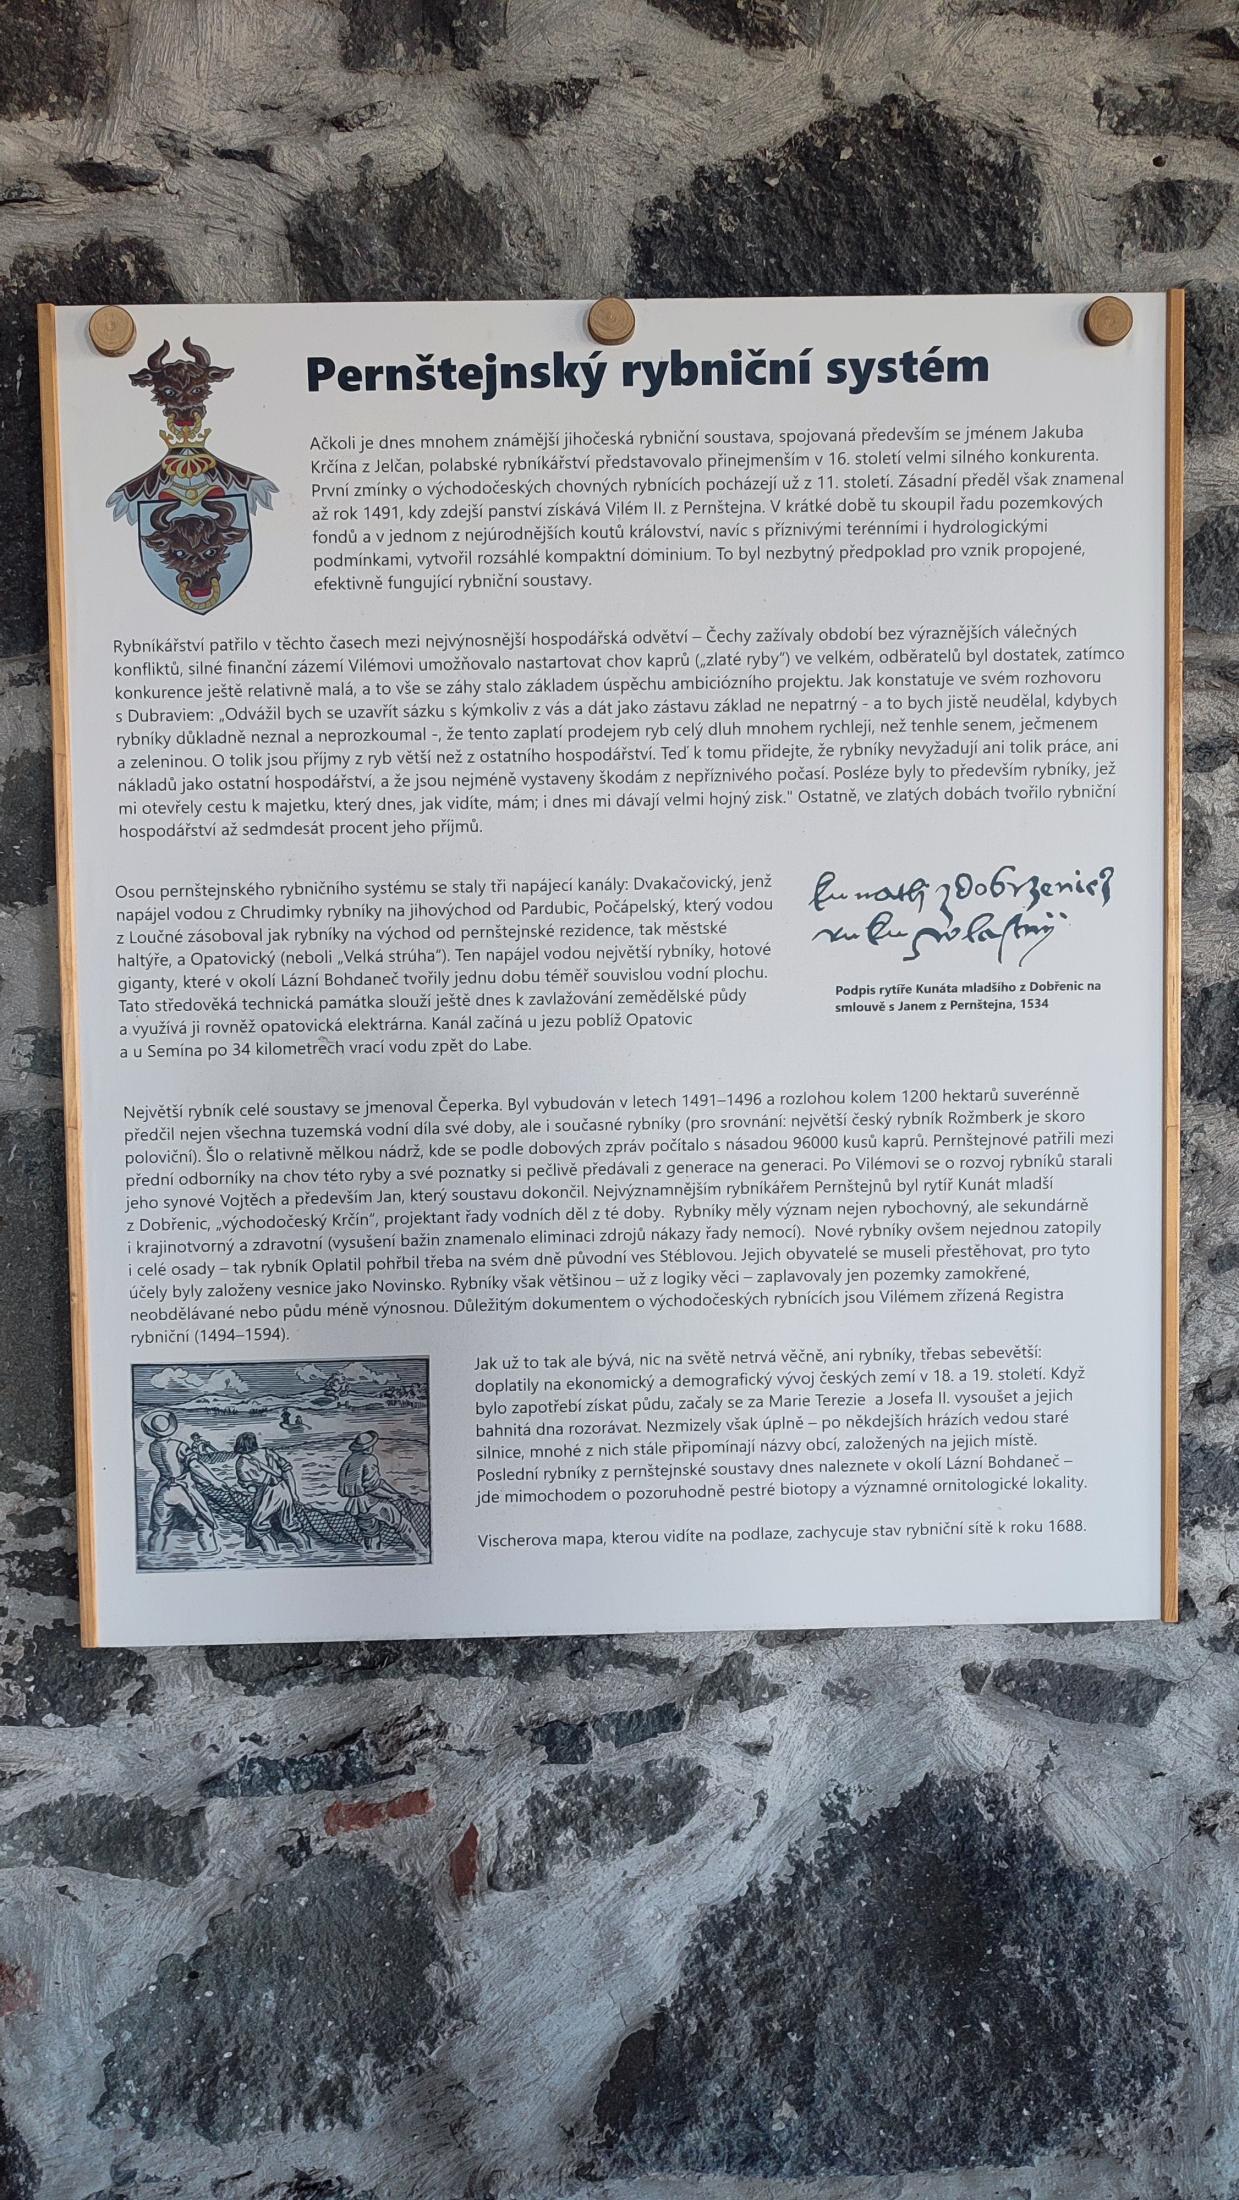 Pernštejnský rybniční systém
Ačkoli je dnes mnohem známější jihočeská rybniční soustava, spojovaná především se jménem Jakuba
Krčína z Jelčan, polabské rybníkářství představovalo přinejmenším v 16. století velmi silného konkurenta.
První zmínky o východočeských chovných rybnících pocházejí už z 11. století. Zásadní předěl však znamenal
až rok 1491, kdy zdejší panství získává Vilém II. z Pernštejna. V krátké době tu skoupil řadu pozemkových
fondů a v jednom z nejúrodnějších koutů království, navíc s příznivými terénními i hydrologickými
podmínkami, vytvořil rozsáhlé kompaktní dominium. To byl nezbytný předpoklad pro vznik propojené,
efektivně fungující rybniční soustavy.
Rybníkářství patřilo v těchto časech mezi nejvýnosnější hospodářská odvětví – Čechy zažívaly období bez výraznějších válečných
konfliktů, silné finanční zázemí Vilémovi umožňovalo nastartovat chov kaprů („zlaté ryby“) ve velkém, odběratelů byl dostatek, zatímco
konkurence ještě relativně malá, a to vše se záhy stalo základem úspěchu ambiciózního projektu. Jak konstatuje ve svém rozhovoru
s Dubraviem: „Odvážil bych se uzavřít sázku s kýmkoliv z vás a dát jako zástavu základ ne nepatrný - a to bych jistě neudělal, kdybych
rybníky důkladně neznal a neprozkoumal -, že tento zaplatí prodejem ryb celý dluh mnohem rychleji, než tenhle senem, ječmenem
a zeleninou. O tolik jsou příjmy z ryb větší než z ostatního hospodářství. Teď k tomu přidejte, že rybníky nevyžadují ani tolik práce, ani
nákladů jako ostatní hospodářství, a že jsou nejméně vystaveny škodám z nepříznivého počasí. Posléze byly to především rybníky, jež
mi otevřely cestu k majetku, který dnes, jak vidíte, mám; i dnes mi dávají velmi hojný zisk." Ostatně, ve zlatých dobách tvořilo rybniční
hospodářství až sedmdesát procent jeho příjmů.
Osou pernštejnského rybničního systému se staly tři napájecí kanály: Dvakačovický, jenž
napájel vodou z Chrudimky rybníky na jihovýchod od Pardubic, Počápelský, který vodou
z Loučné zásoboval jak rybníky na východ od pernštejnské rezidence, tak městské
haltýře, a Opatovický (neboli „Velká strúha“). Ten napájel vodou největší rybníky, hotové
giganty, které v okolí Lázní Bohdaneč tvořily jednu dobu téměř souvislou vodní plochu.
Tato středověká technická památka slouží ještě dnes k zavlažování zemědělské půdy
a využívá ji rovněž opatovická elektrárna. Kanál začíná u jezu poblíž Opatovic
a u Semína po 34 kilometrech vrací vodu zpět do Labe.
Podpis rytíře Kunáta mladšího z Dobřenic na
smlouvě s Janem z Pernštejna, 1534
Největší rybník celé soustavy se jmenoval Čeperka. Byl vybudován v letech 1491–1496 a rozlohou kolem 1200 hektarů suverénně
předčil nejen všechna tuzemská vodní díla své doby, ale i současné rybníky (pro srovnání: největší český rybník Rožmberk je skoro
poloviční). Šlo o relativně mělkou nádrž, kde se podle dobových zpráv počítalo s násadou 96000 kusů kaprů. Pernštejnové patřili mezi
přední odborníky na chov této ryby a své poznatky si pečlivě předávali z generace na generaci. Po Vilémovi se o rozvoj rybníků starali
jeho synové Vojtěch a především Jan, který soustavu dokončil. Nejvýznamnějším rybníkářem Pernštejnů byl rytíř Kunát mladší
z Dobřenic, „východočeský Krčín“, projektant řady vodních děl z té doby. Rybníky měly význam nejen rybochovný, ale sekundárně
i krajinotvorný a zdravotní (vysušení bažin znamenalo eliminaci zdrojů nákazy řady nemocí). Nové rybníky ovšem nejednou zatopily
i celé osady – tak rybník Oplatil pohřbil třeba na svém dně původní ves Stéblovou. Jejich obyvatelé se museli přestěhovat, pro tyto
účely byly založeny vesnice jako Novinsko. Rybníky však většinou – už z logiky věci – zaplavovaly jen pozemky zamokřené,
neobdělávané nebo půdu méně výnosnou. Důležitým dokumentem o východočeských rybnících jsou Vilémem zřízená Registra
rybniční (1494–1594).
Jak už to tak ale bývá, nic na světě netrvá věčně, ani rybníky, třebas sebevětší:
doplatily na ekonomický a demografický vývoj českých zemí v 18. a 19. století. Když
bylo zapotřebí získat půdu, začaly se za Marie Terezie a Josefa II. vysoušet a jejich
bahnitá dna rozorávat. Nezmizely však úplně – po někdejších hrázích vedou staré
silnice, mnohé z nich stále připomínají názvy obcí, založených na jejich místě.
Poslední rybníky z pernštejnské soustavy dnes naleznete v okolí Lázní Bohdaneč –
jde mimochodem o pozoruhodně pestré biotopy a významné ornitologické lokality.
Vischerova mapa, kterou vidíte na podlaze, zachycuje stav rybniční sítě k roku 1688.